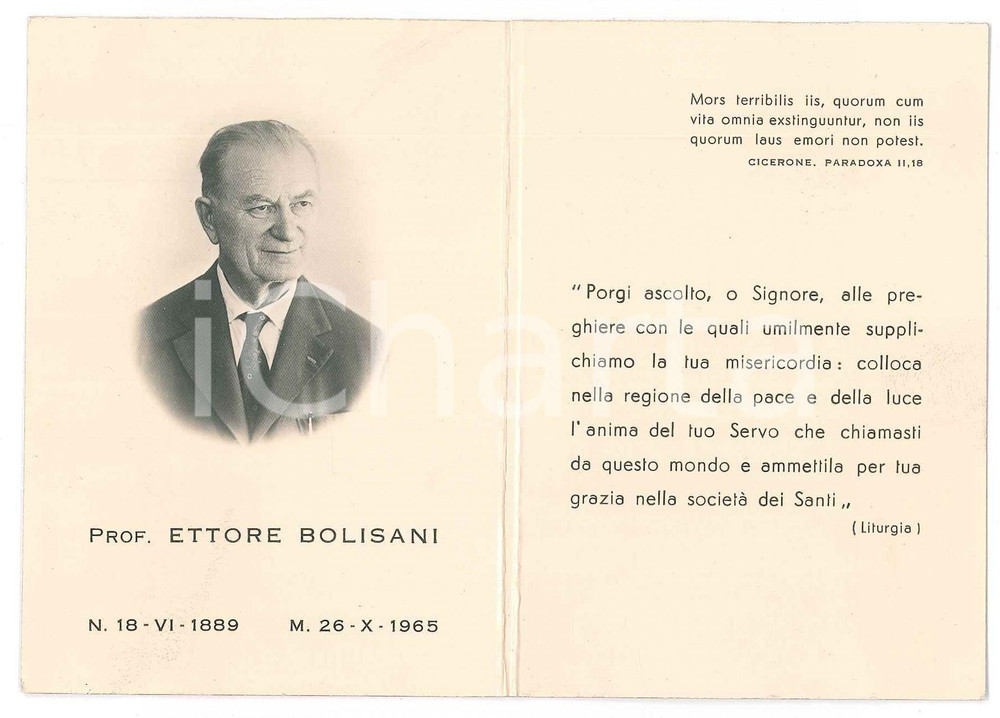 PROF. ETTORE BOLISANI
N. 18 - VI - 1889 M. 26 - X - 1965
Mors terribilis iis, quorum cum
vita omnia exstinguuntur, non iis
quorum laus emori non potest.
CICERONE. PARADOXA II,18
“ Porgi ascolto, o Signore, alle pre-
ghiere con le quali umilmente suppli-
chiamo la tua misericordia : colloca
nella regione della pace e della luce
l'anima del tuo Servo che chiamasti
da questo mondo e ammettila per tua
grazia nella società dei Santi „
( Liturgia )
iCharta